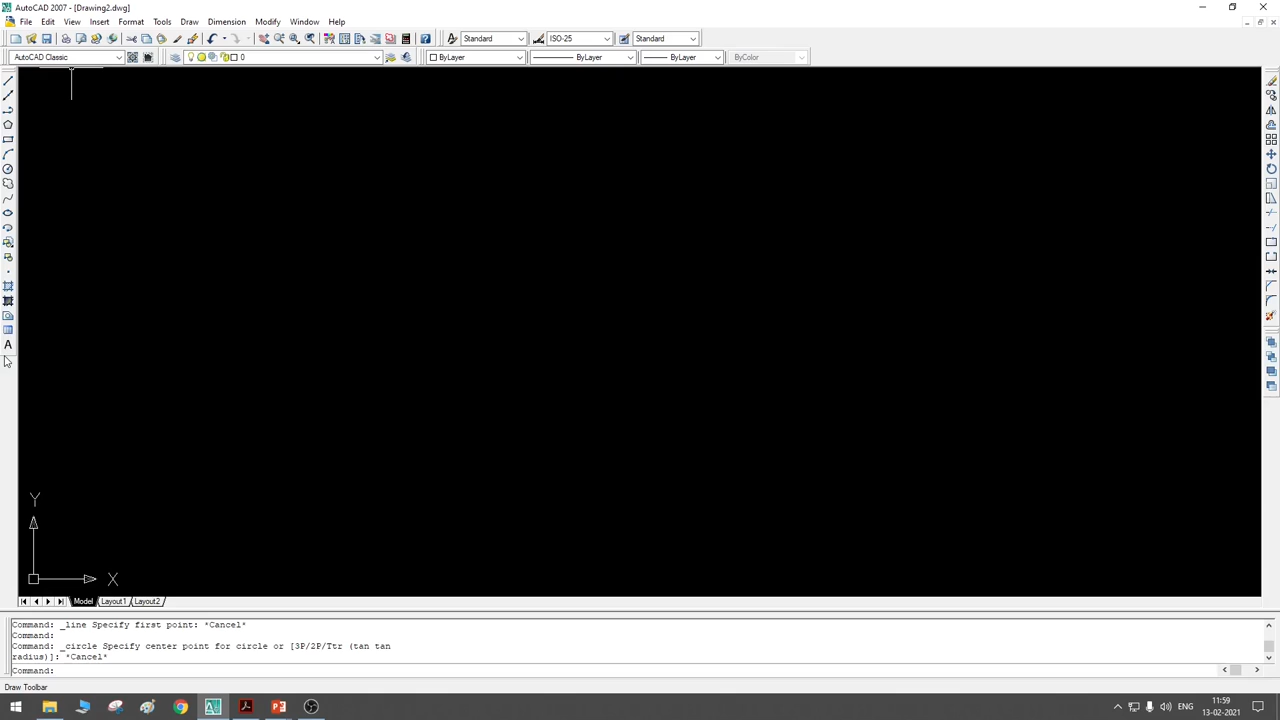 AutoCAD 2007 - [Drawing2.dwg]
File Edit View Insert Format Tools Draw Dimension Modify Window Help
Standard ISO-25 Standard
AutoCAD Classic 0 ByLayer ByLayer ByLayer ByColor
A
Y
X
Model Layout1 Layout2
Command: _line Specify first point: *Cancel*
Command:
Command: _circle Specify center point for circle or [3P/2P/Ttr (tan tan
radius)]: *Cancel*
Command:
Draw Toolbar
ENG
11:59
13-02-2021